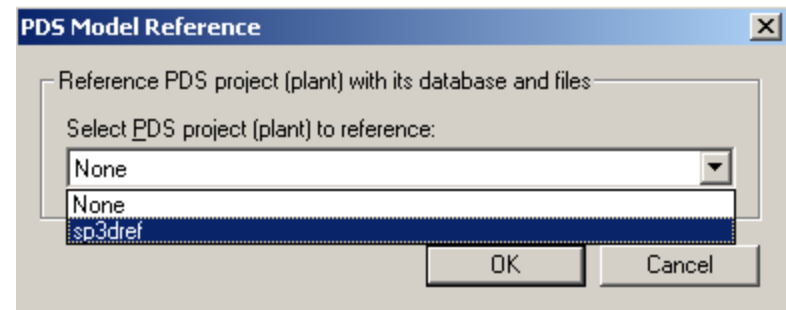 PDS Model Reference
Reference PDS project (plant) with its database and files
Select PDS project (plant) to reference:
None
None
sp3dref
OK Cancel